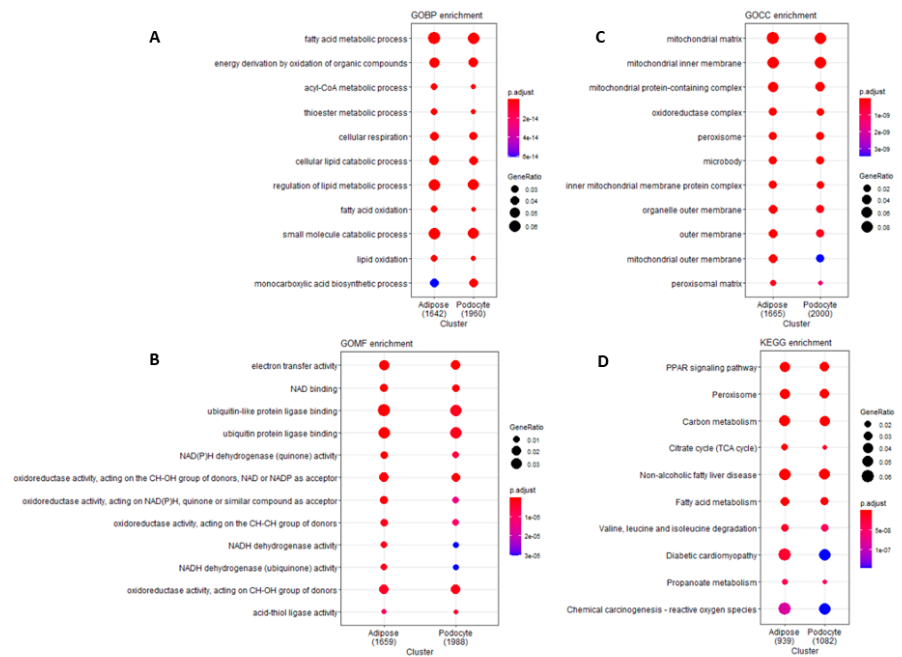 A
GOBP enrichment
fatty acid metabolic process
energy derivation by oxidation of organic compounds
acyl-CoA metabolic process
thioester metabolic process
cellular respiration
cellular lipid catabolic process
regulation of lipid metabolic process
fatty acid oxidation
small molecule catabolic process
lipid oxidation
monocarboxylic acid biosynthetic process
Adipose
(1642)
Podocyte
(1960)
Cluster
p.adjust
2e-14
4e-14
6e-14
GeneRatio
0.03
0.04
0.05
0.06
C
GOCC enrichment
mitochondrial matrix
mitochondrial inner membrane
mitochondrial protein-containing complex
oxidoreductase complex
peroxisome
microbody
inner mitochondrial membrane protein complex
organelle outer membrane
outer membrane
mitochondrial outer membrane
peroxisomal matrix
Adipose
(1665)
Podocyte
(2000)
Cluster
p.adjust
1e-09
2e-09
3e-09
GeneRatio
0.02
0.04
0.06
0.08
B
GOMF enrichment
electron transfer activity
NAD binding
ubiquitin-like protein ligase binding
ubiquitin protein ligase binding
NAD(P)H dehydrogenase (quinone) activity
oxidoreductase activity, acting on the CH-OH group of donors, NAD or NADP as acceptor
oxidoreductase activity, acting on NAD(P)H, quinone or similar compound as acceptor
oxidoreductase activity, acting on the CH-CH group of donors
NADH dehydrogenase activity
NADH dehydrogenase (ubiquinone) activity
oxidoreductase activity, acting on CH-OH group of donors
acid-thiol ligase activity
Adipose
(1659)
Podocyte
(1988)
Cluster
GeneRatio
0.01
0.02
0.03
p.adjust
1e-05
2e-05
3e-05
D
KEGG enrichment
PPAR signaling pathway
Peroxisome
Carbon metabolism
Citrate cycle (TCA cycle)
Non-alcoholic fatty liver disease
Fatty acid metabolism
Valine, leucine and isoleucine degradation
Diabetic cardiomyopathy
Propanoate metabolism
Chemical carcinogenesis - reactive oxygen species
Adipose
(939)
Podocyte
(1082)
Cluster
GeneRatio
0.02
0.03
0.04
0.05
0.06
p.adjust
5e-08
1e-07